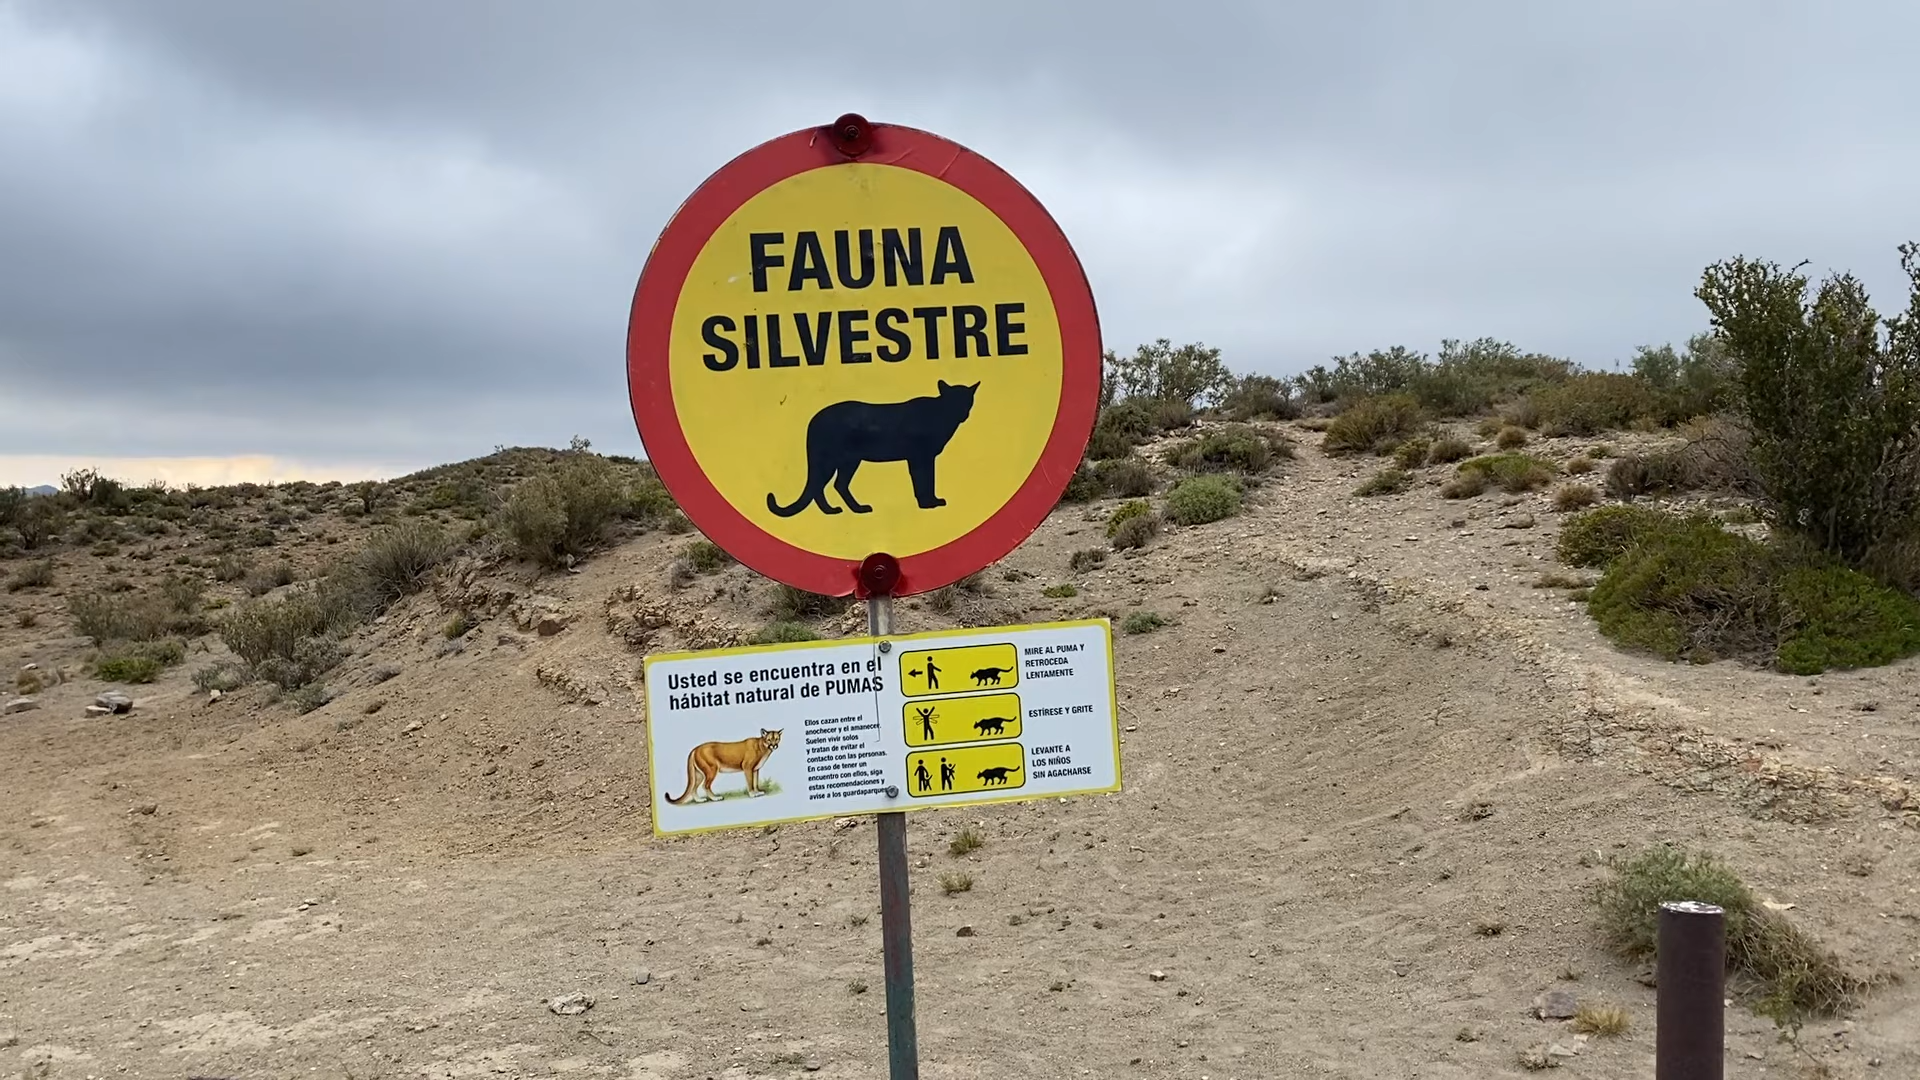 FAUNA
SILVESTRE
Usted se encuentra en el
hábitat natural de PUMAS
Ellos cazan entre el
anochecer y el amanecer.
Suelen vivir solos
y tratan de evitar el
contacto con las personas.
En caso de tener un
encuentro con ellos, siga
estas recomendaciones y
avise a los guardaparques
MIRE AL PUMA Y
RETROCEDA
LENTAMENTE
ESTÍRESE Y GRITE
LEVANTE A
LOS NIÑOS
SIN AGACHARSE